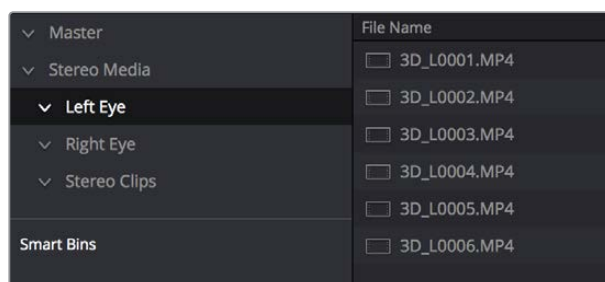 Master
Stereo Media
Left Eye
Right Eye
Stereo Clips
Smart Bins
File Name
3D_L0001.MP4
3D_L0002.MP4
3D_L0003.MP4
3D_L0004.MP4
3D_L0005.MP4
3D_L0006.MP4